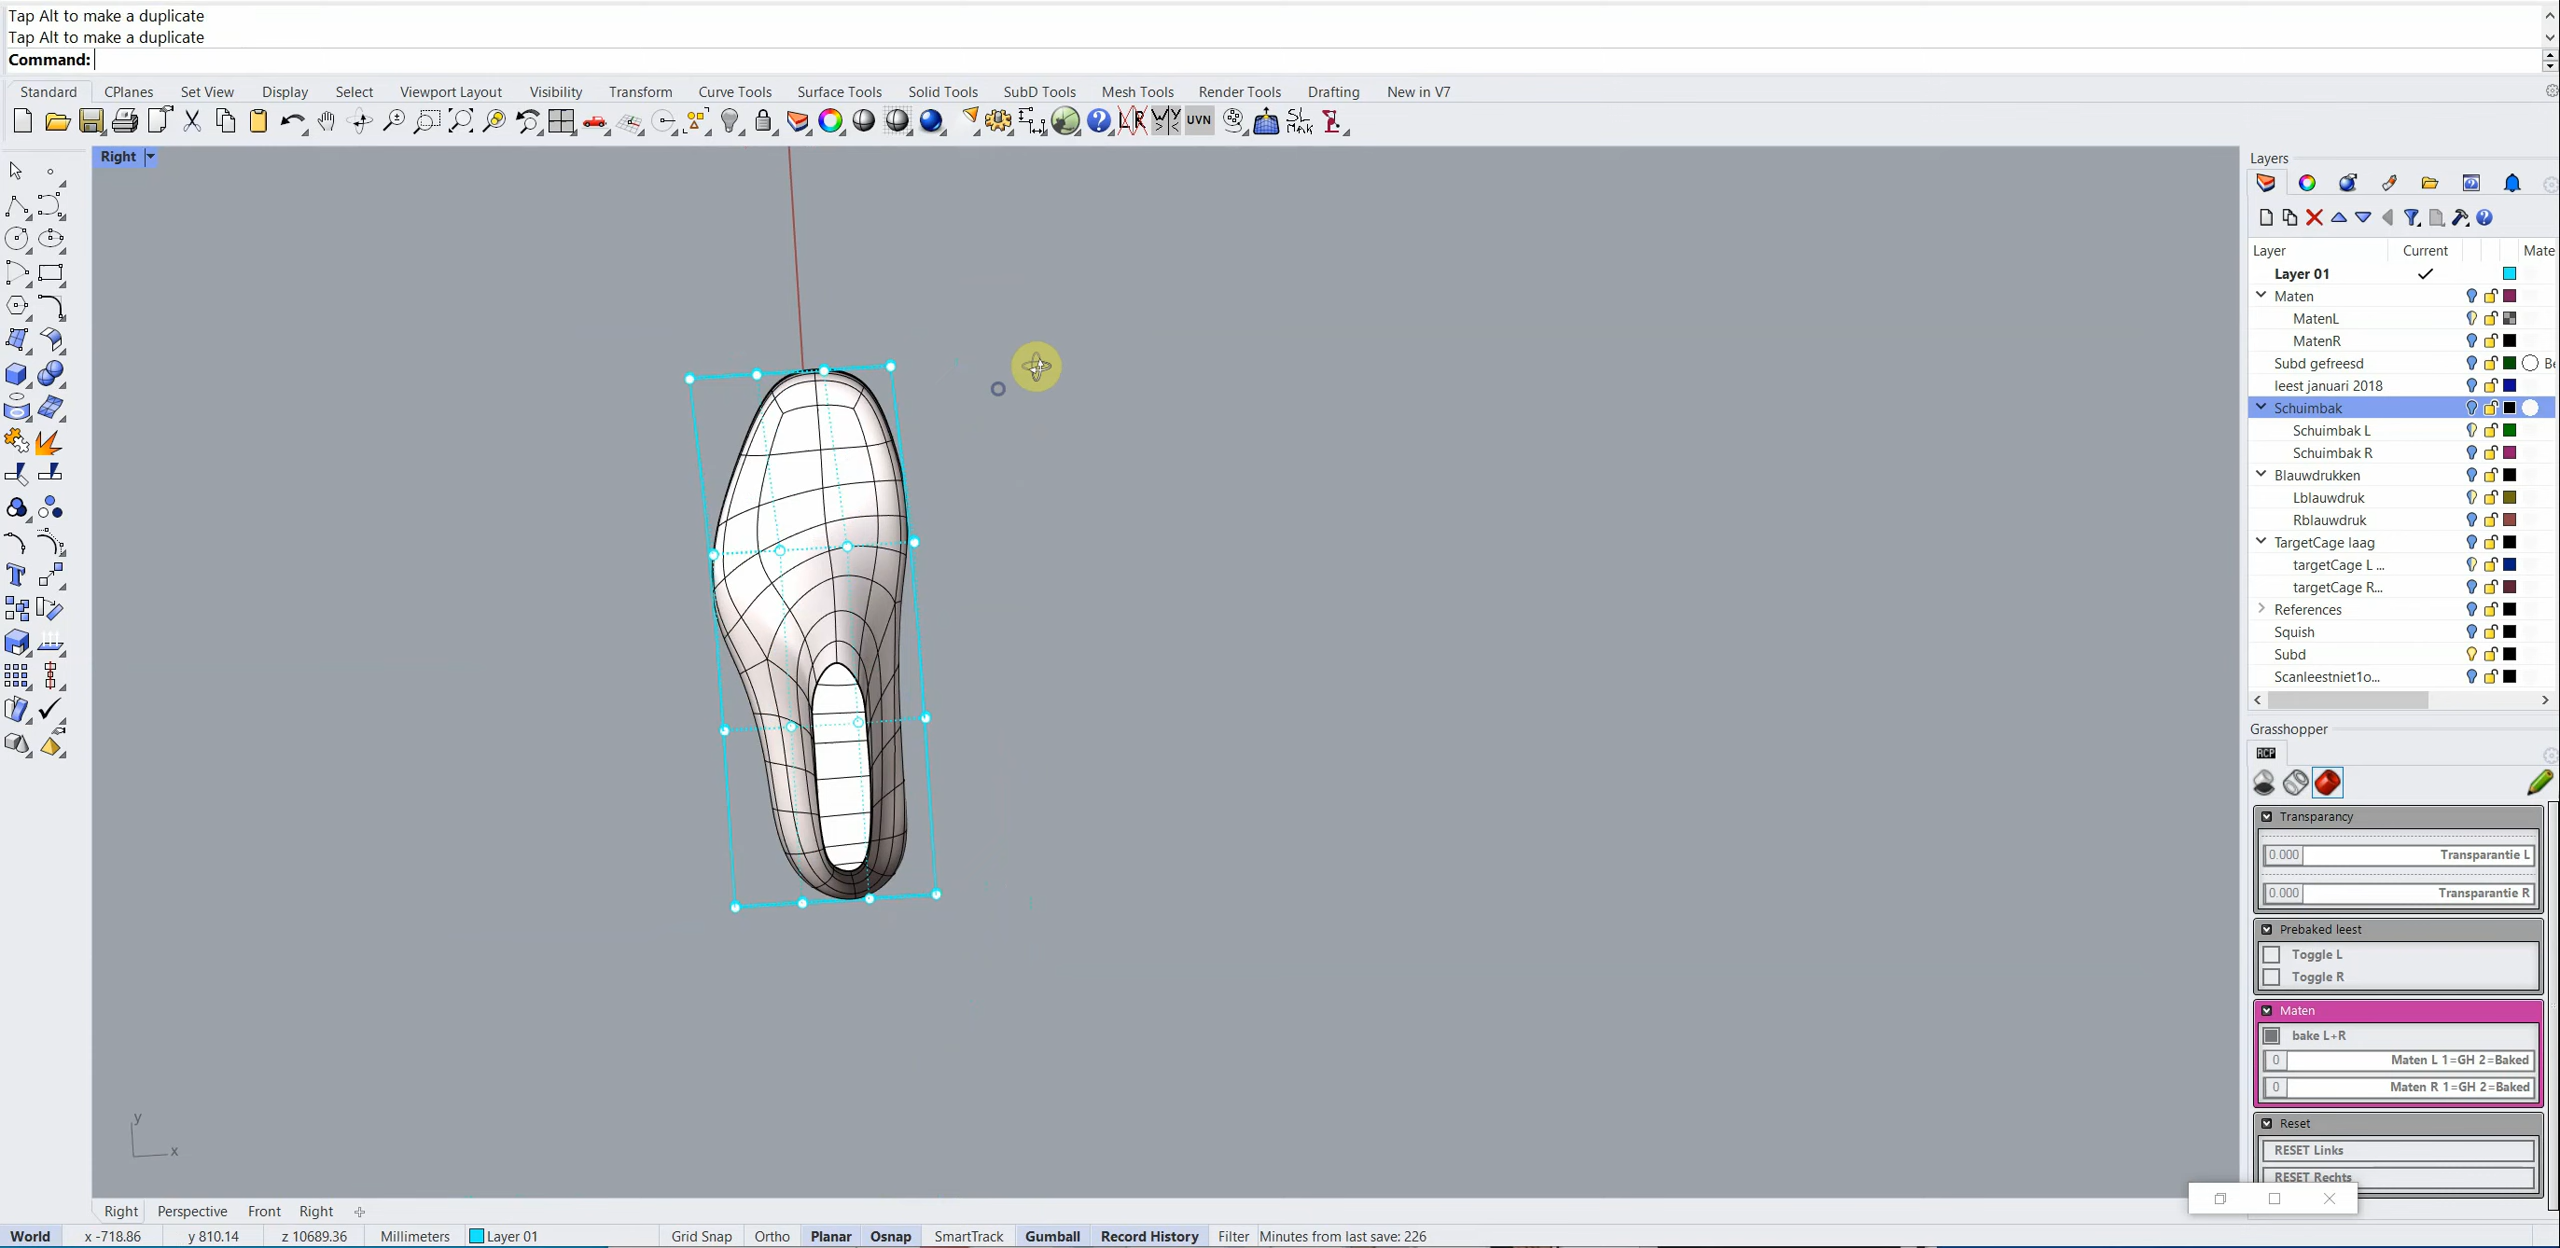 Tap Alt to make a duplicate
Tap Alt to make a duplicate
Command:
Standard CPlanes Set View Display Select Viewport Layout Visibility Transform Curve Tools Surface Tools Solid Tools SubD Tools Mesh Tools Render Tools Drafting New in V7
UVN SL MAK
Right
Layers
Layer Current Mate
Layer 01
Maten
MatenL
MatenR
Subd gefreesd
leest januari 2018
Schuimbak
Schuimbak L
Schuimbak R
Blauwdrukken
Lblauwdruk
Rblauwdruk
TargetCage laag
targetCage L ...
targetCage R...
References
Squish
Subd
Scanleestniet1o...
Grasshopper
RCP
Transparancy
0.000 Transparantie L
0.000 Transparantie R
Prebaked leest
Toggle L
Toggle R
Maten
bake L+R
0 Maten L 1=GH 2=Baked
0 Maten R 1=GH 2=Baked
Reset
RESET Links
RESET Rechts
y
x
Right Perspective Front Right
World x -718.86 y 810.14 z 10689.36 Millimeters Layer 01 Grid Snap Ortho Planar Osnap SmartTrack Gumball Record History Filter Minutes from last save: 226